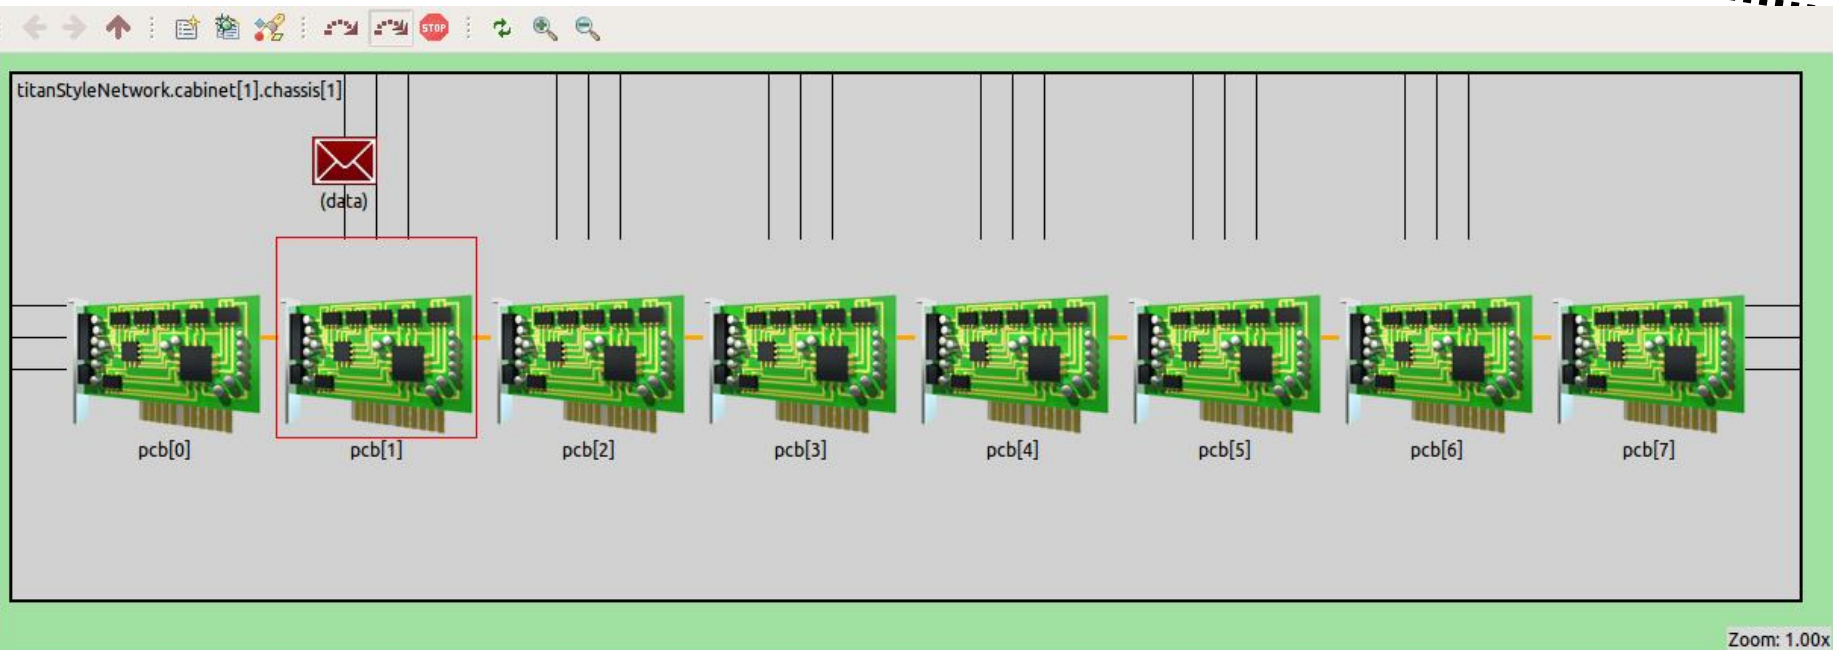 STOP
titanStyleNetwork.cabinet[1].chassis[1]
(data)
pcb[0] pcb[1] pcb[2] pcb[3] pcb[4] pcb[5] pcb[6] pcb[7]
Zoom: 1.00x